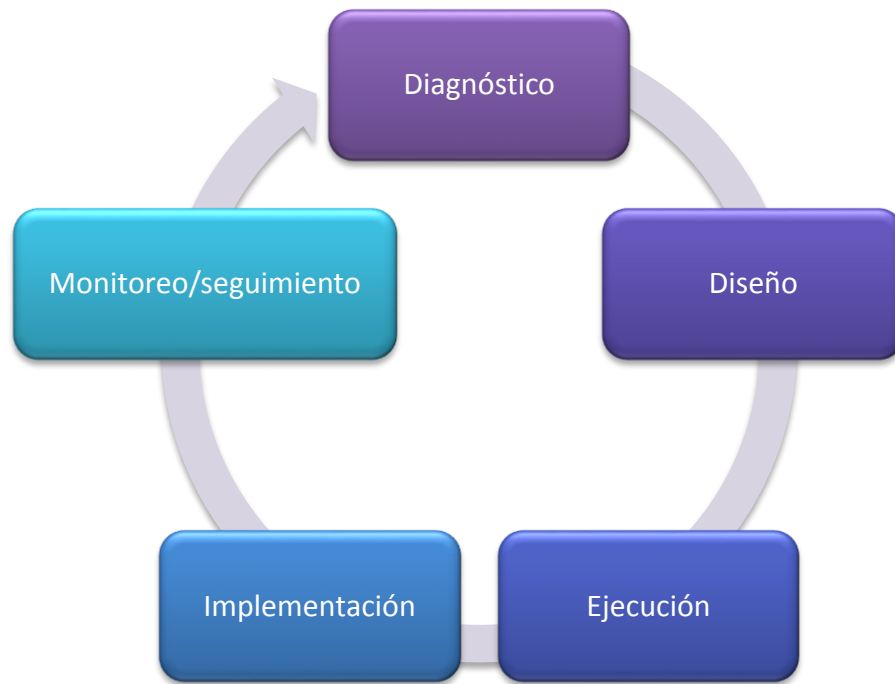 Diagnóstico
Diseño
Ejecución
Implementación
Monitoreo/seguimiento